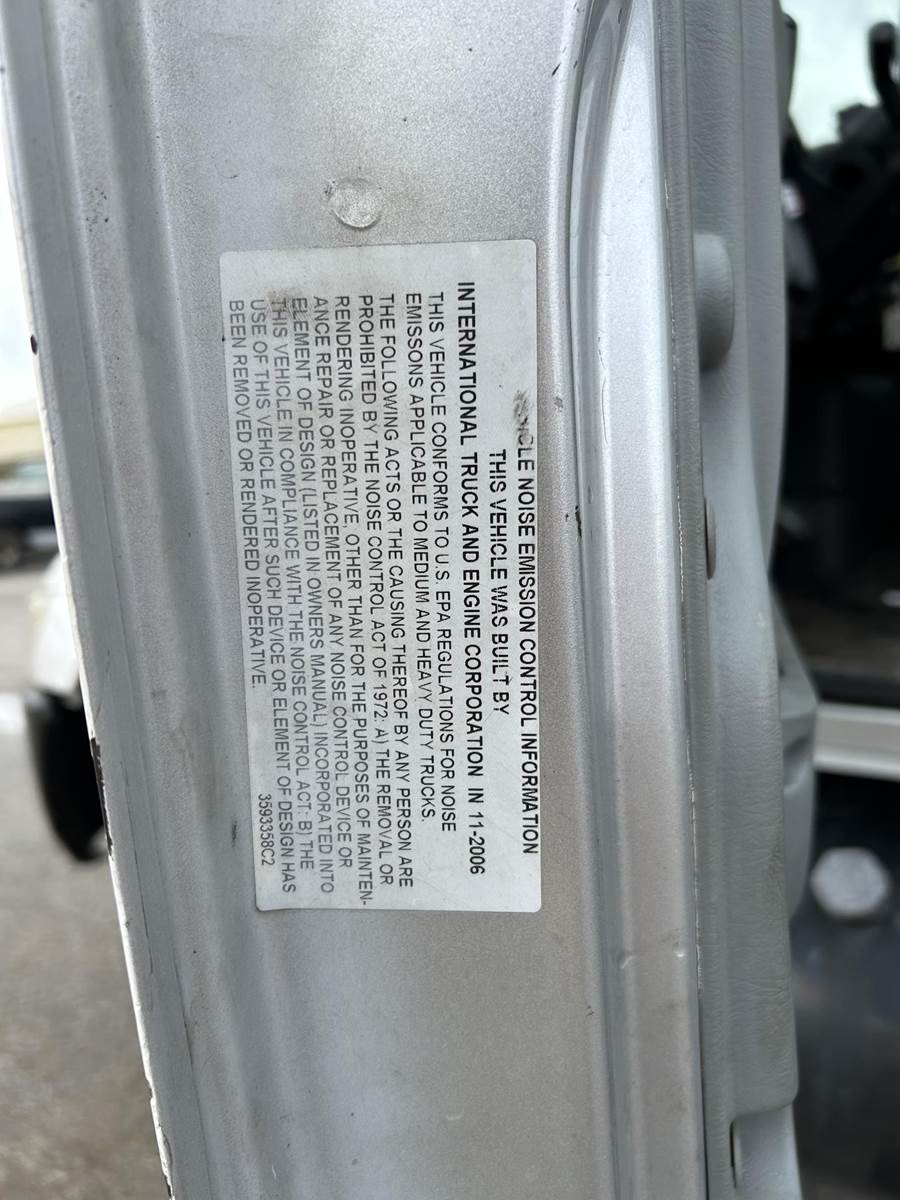 NOISE EMISSION CONTROL INFORMATION
THIS VEHICLE WAS BUILT BY
INTERNATIONAL TRUCK AND ENGINE CORPORATION IN 11-2006
THIS VEHICLE CONFORMS TO U.S. EPA REGULATIONS FOR NOISE
EMISSONS APPLICABLE TO MEDIUM AND HEAVY DUTY TRUCKS.
THE FOLLOWING ACTS OR THE CAUSING THEREOF BY ANY PERSON ARE
PROHIBITED BY THE NOISE CONTROL ACT OF 1972: A) THE REMOVAL OR
RENDERING INOPERATIVE, OTHER THAN FOR THE PURPOSES OF MAINTEN-
ANCE REPAIR OR REPLACEMENT OF ANY NOISE CONTROL DEVICE OR
ELEMENT OF DESIGN (LISTED IN OWNERS MANUAL) INCORPORATED INTO
THIS VEHICLE IN COMPLIANCE WITH THE NOISE CONTROL ACT: B) THE
USE OF THIS VEHICLE AFTER SUCH DEVICE OR ELEMENT OF DESIGN HAS
BEEN REMOVED OR RENDERED INOPERATIVE.
3593358C2